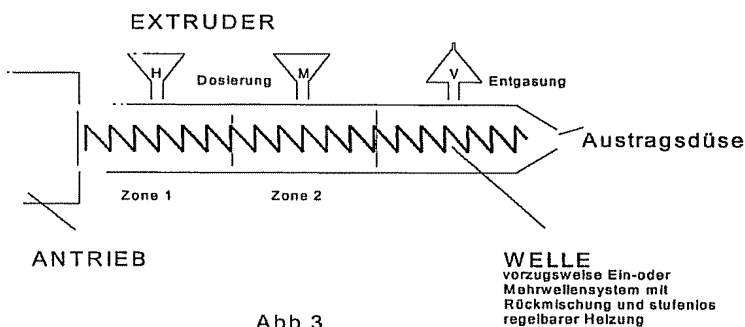 EXTRUDER
H
Dosierung
M
V
Entgasung
Austragsdüse
Zone 1
Zone 2
ANTRIEB
WELLE
vorzugsweise Ein-oder
Mehrwellensystem mit
Rückmischung und stufenlos
regelbarer Heizung
Abb.3